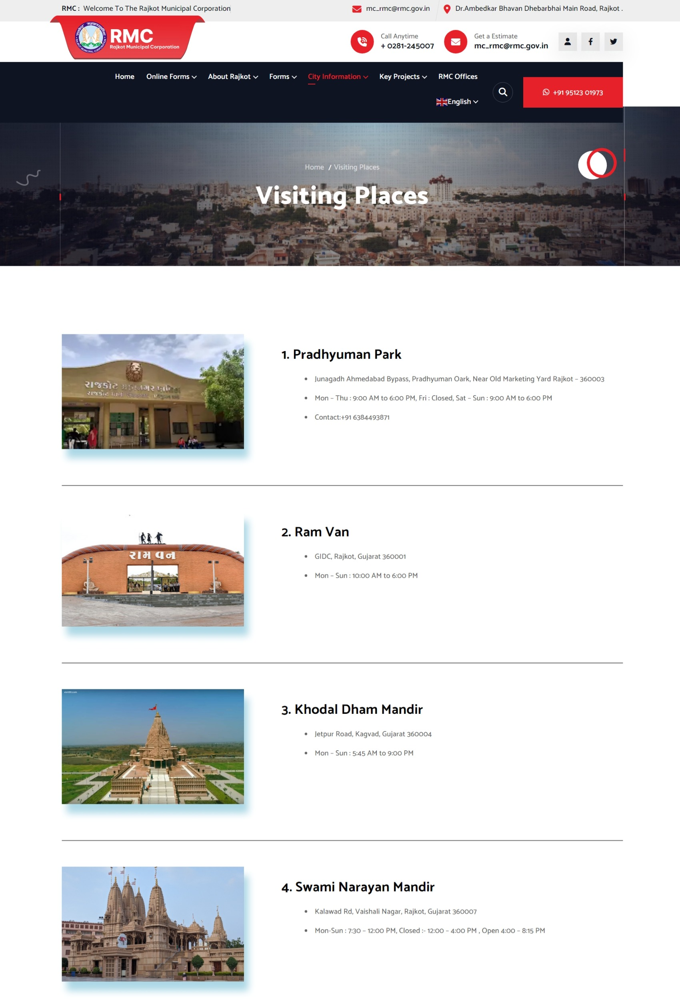 RMC : Welcome To The Rajkot Municipal Corporation
mc_rmc@rmc.gov.in
Dr.Ambedkar Bhavan Dhebarbhai Main Road, Rajkot .
RMC
Rajkot Municipal Corporation
Call Anytime
+ 0281-245007
Get a Estimate
mc_rmc@rmc.gov.in
Home
Online Forms
About Rajkot
Forms
City Information
Key Projects
RMC Offices
English
+91 95123 01973
Home / Visiting Places
Visiting Places
રાજકોટ મહાનગર
રાજકોટ
1. Pradhyuman Park
• Junagadh Ahmedabad Bypass, Pradhyuman Oark, Near Old Marketing Yard Rajkot – 360003
• Mon – Thu : 9:00 AM to 6:00 PM, Fri : Closed, Sat – Sun : 9:00 AM to 6:00 PM
• Contact:+91 6384493871
રામ વન
2. Ram Van
• GIDC, Rajkot, Gujarat 360001
• Mon – Sun : 10:00 AM to 6:00 PM
3. Khodal Dham Mandir
• Jetpur Road, Kagvad, Gujarat 360004
• Mon – Sun : 5:45 AM to 9:00 PM
4. Swami Narayan Mandir
• Kalawad Rd, Vaishali Nagar, Rajkot, Gujarat 360007
• Mon-Sun : 7:30 – 12:00 PM, Closed :- 12:00 – 4:00 PM , Open 4:00 – 8:15 PM